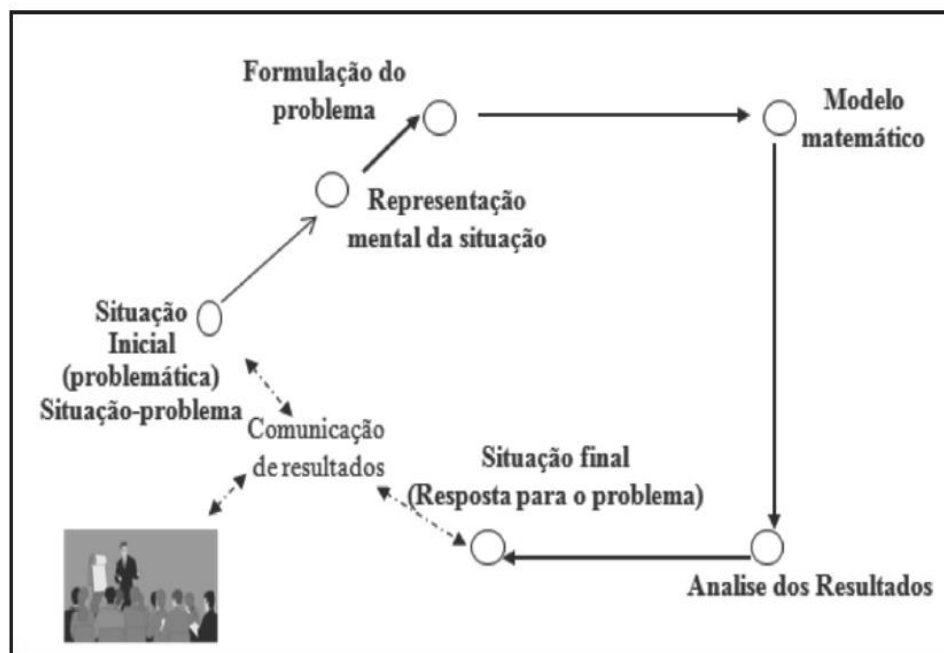 Formulação do
problema
Modelo
matemático
Representação
mental da situação
Situação
Inicial
(problemática)
Situação-problema
Comunicação
de resultados
Situação final
(Resposta para o problema)
Analise dos Resultados